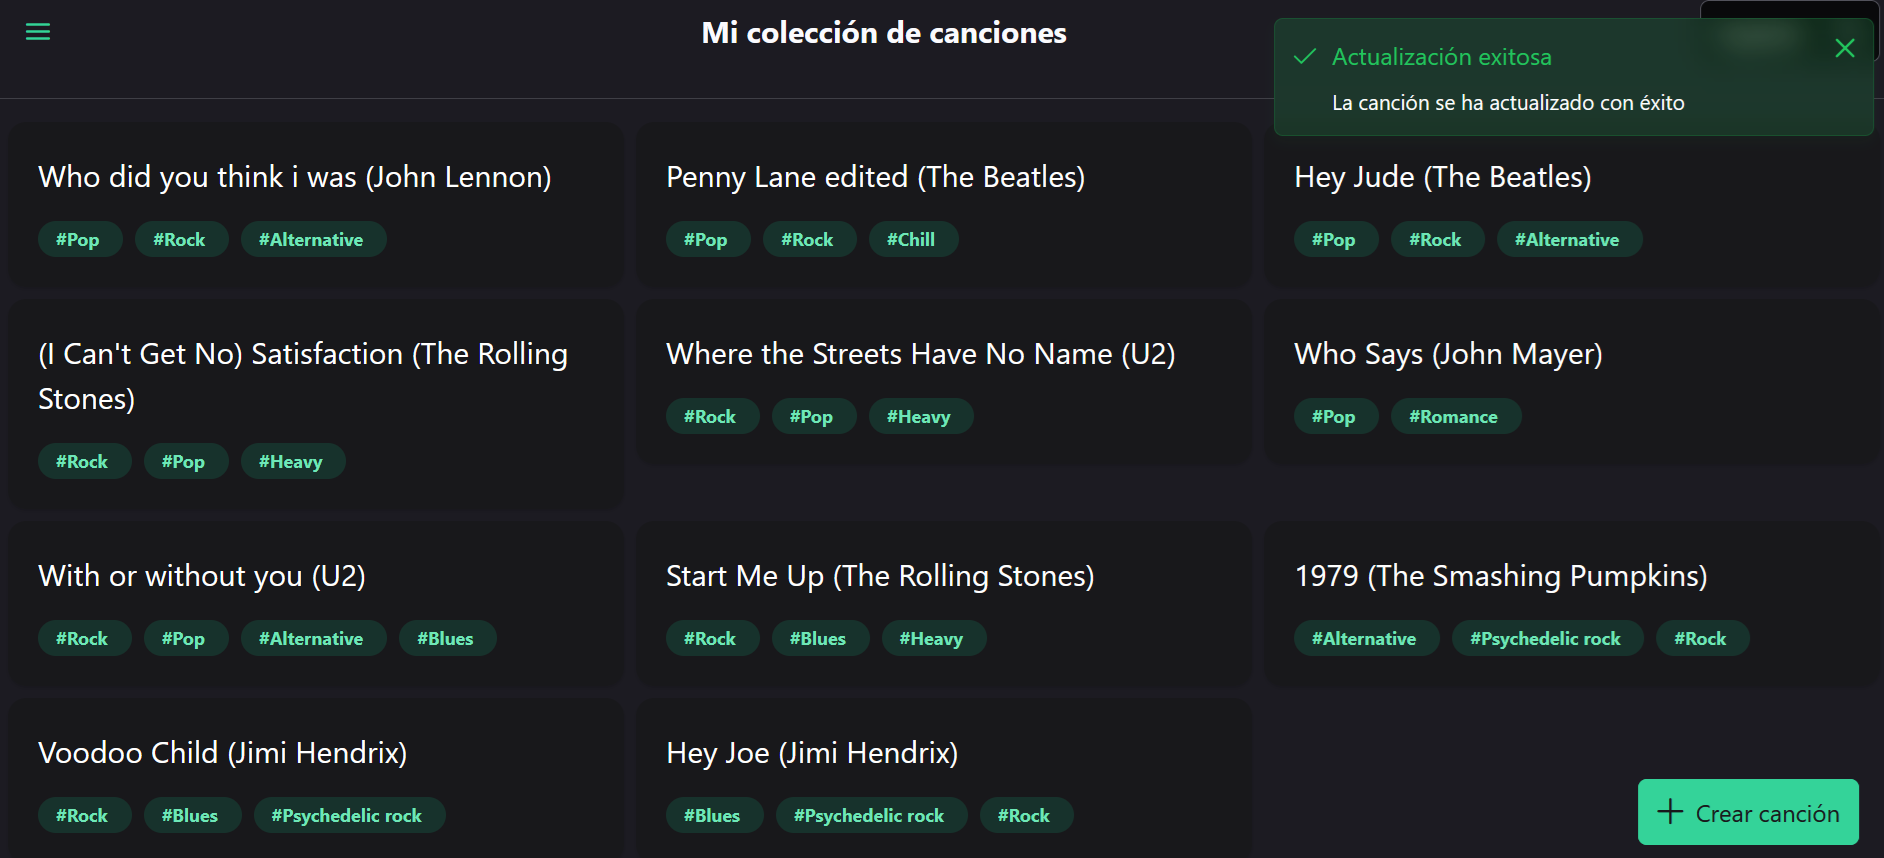 Mi colección de canciones
Actualización exitosa
La canción se ha actualizado con éxito
Who did you think i was (John Lennon)
#Pop #Rock #Alternative
Penny Lane edited (The Beatles)
#Pop #Rock #Chill
Hey Jude (The Beatles)
#Pop #Rock #Alternative
(I Can't Get No) Satisfaction (The Rolling
Stones)
#Rock #Pop #Heavy
Where the Streets Have No Name (U2)
#Rock #Pop #Heavy
Who Says (John Mayer)
#Pop #Romance
With or without you (U2)
#Rock #Pop #Alternative #Blues
Start Me Up (The Rolling Stones)
#Rock #Blues #Heavy
1979 (The Smashing Pumpkins)
#Alternative #Psychedelic rock #Rock
Voodoo Child (Jimi Hendrix)
#Rock #Blues #Psychedelic rock
Hey Joe (Jimi Hendrix)
#Blues #Psychedelic rock #Rock
Crear canción